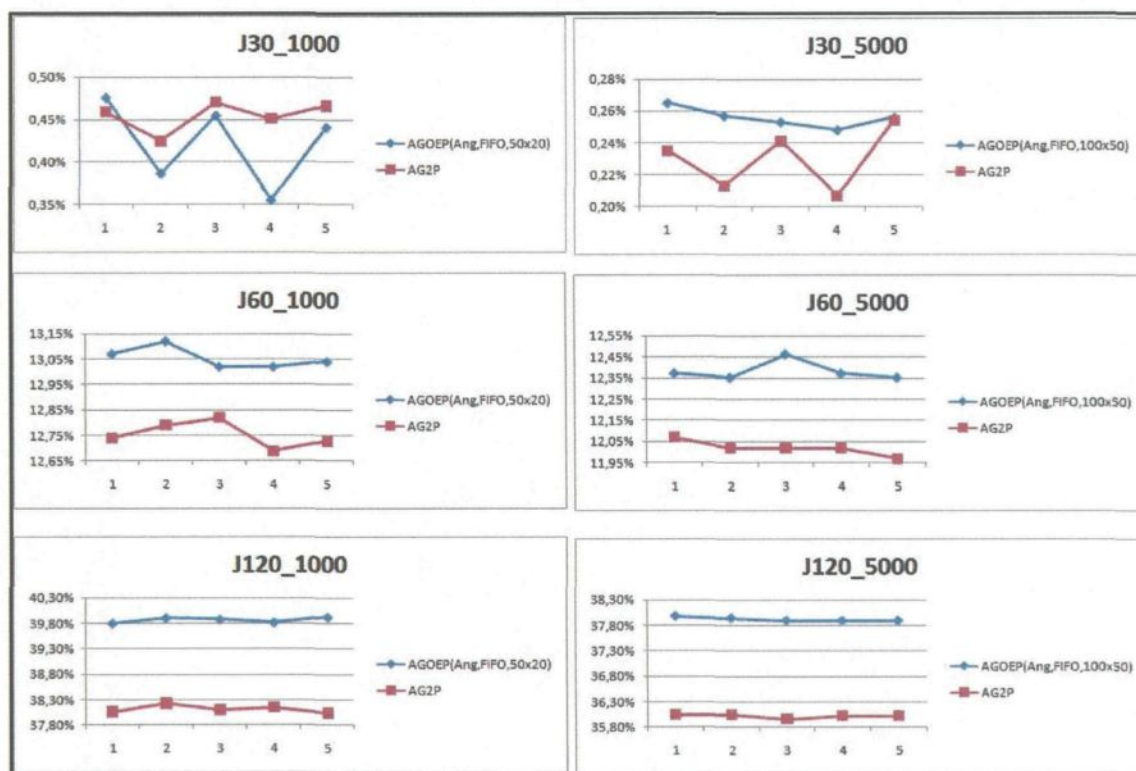 J30_1000
0,50%
0,45%
0,40%
0,35%
1 2 3 4 5
AGOEP(Ang,FIFO,50x20)
AG2P
J30_5000
0,28%
0,26%
0,24%
0,22%
0,20%
1 2 3 4 5
AGOEP(Ang,FIFO,100x50)
AG2P
J60_1000
13,15%
13,05%
12,95%
12,85%
12,75%
12,65%
1 2 3 4 5
AGOEP(Ang,FIFO,50x20)
AG2P
J60_5000
12,55%
12,45%
12,35%
12,25%
12,15%
12,05%
11,95%
1 2 3 4 5
AGOEP(Ang,FIFO,100x50)
AG2P
J120_1000
40,30%
39,80%
39,30%
38,80%
38,30%
37,80%
1 2 3 4 5
AGOEP(Ang,FIFO,50x20)
AG2P
J120_5000
38,30%
37,80%
37,30%
36,80%
36,30%
35,80%
1 2 3 4 5
AGOEP(Ang,FIFO,100x50)
AG2P